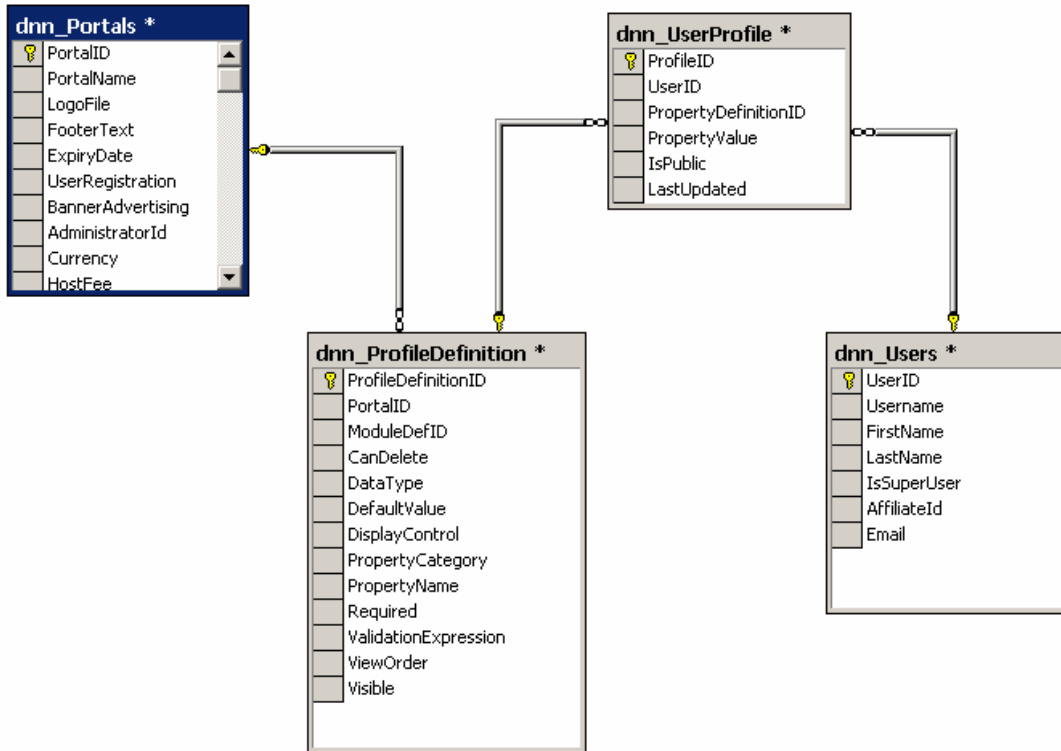 dnn_Portals *
PortalID
PortalName
LogoFile
FooterText
ExpiryDate
UserRegistration
BannerAdvertising
AdministratorId
Currency
HostFee
dnn_UserProfile *
ProfileID
UserID
PropertyDefinitionID
PropertyValue
IsPublic
LastUpdated
dnn_ProfileDefinition *
ProfileDefinitionID
PortalID
ModuleDefID
CanDelete
DataType
DefaultValue
DisplayControl
PropertyCategory
PropertyName
Required
ValidationExpression
ViewOrder
Visible
dnn_Users *
UserID
Username
FirstName
LastName
IsSuperUser
AffiliateId
Email